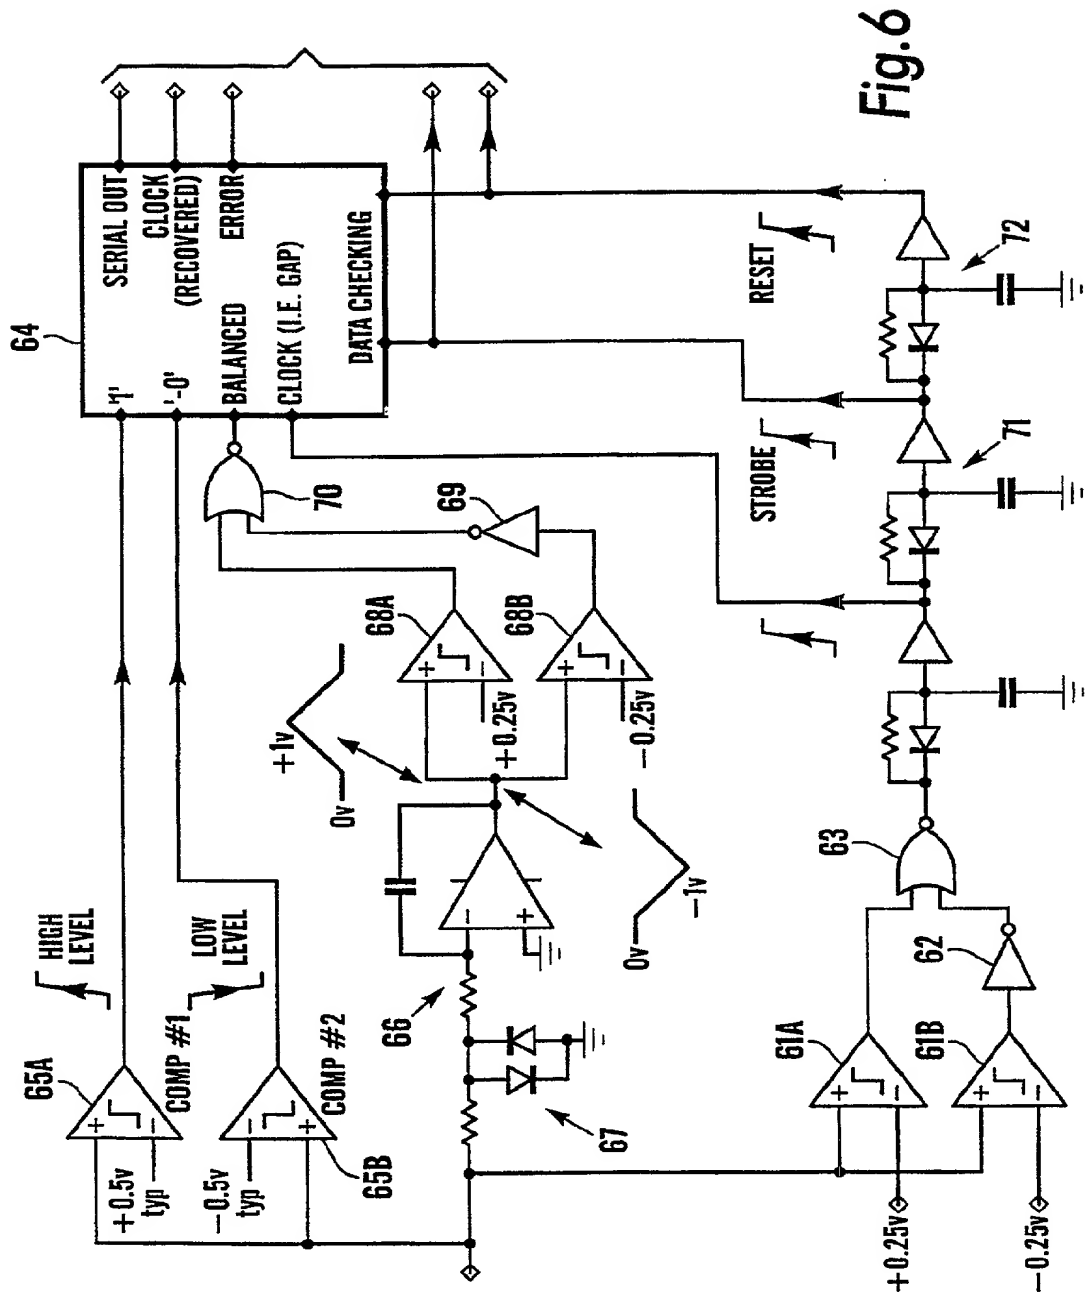 Fig.6
64
'1'
'-0'
BALANCED
CLOCK (I.E. GAP)
SERIAL OUT
CLOCK
(RECOVERED)
ERROR
DATA CHECKING
70
69
65A
+
−
+0.5v
typ
COMP #1
HIGH
LEVEL
65B
−
+
−0.5v
typ
COMP #2
LOW
LEVEL
66
67
−
+
0v
+1v
0v
−1v
68A
+
−
+0.25v
68B
+
−
−0.25v
61A
+
−
+0.25v
61B
+
−
−0.25v
62
63
STROBE
RESET
71
72